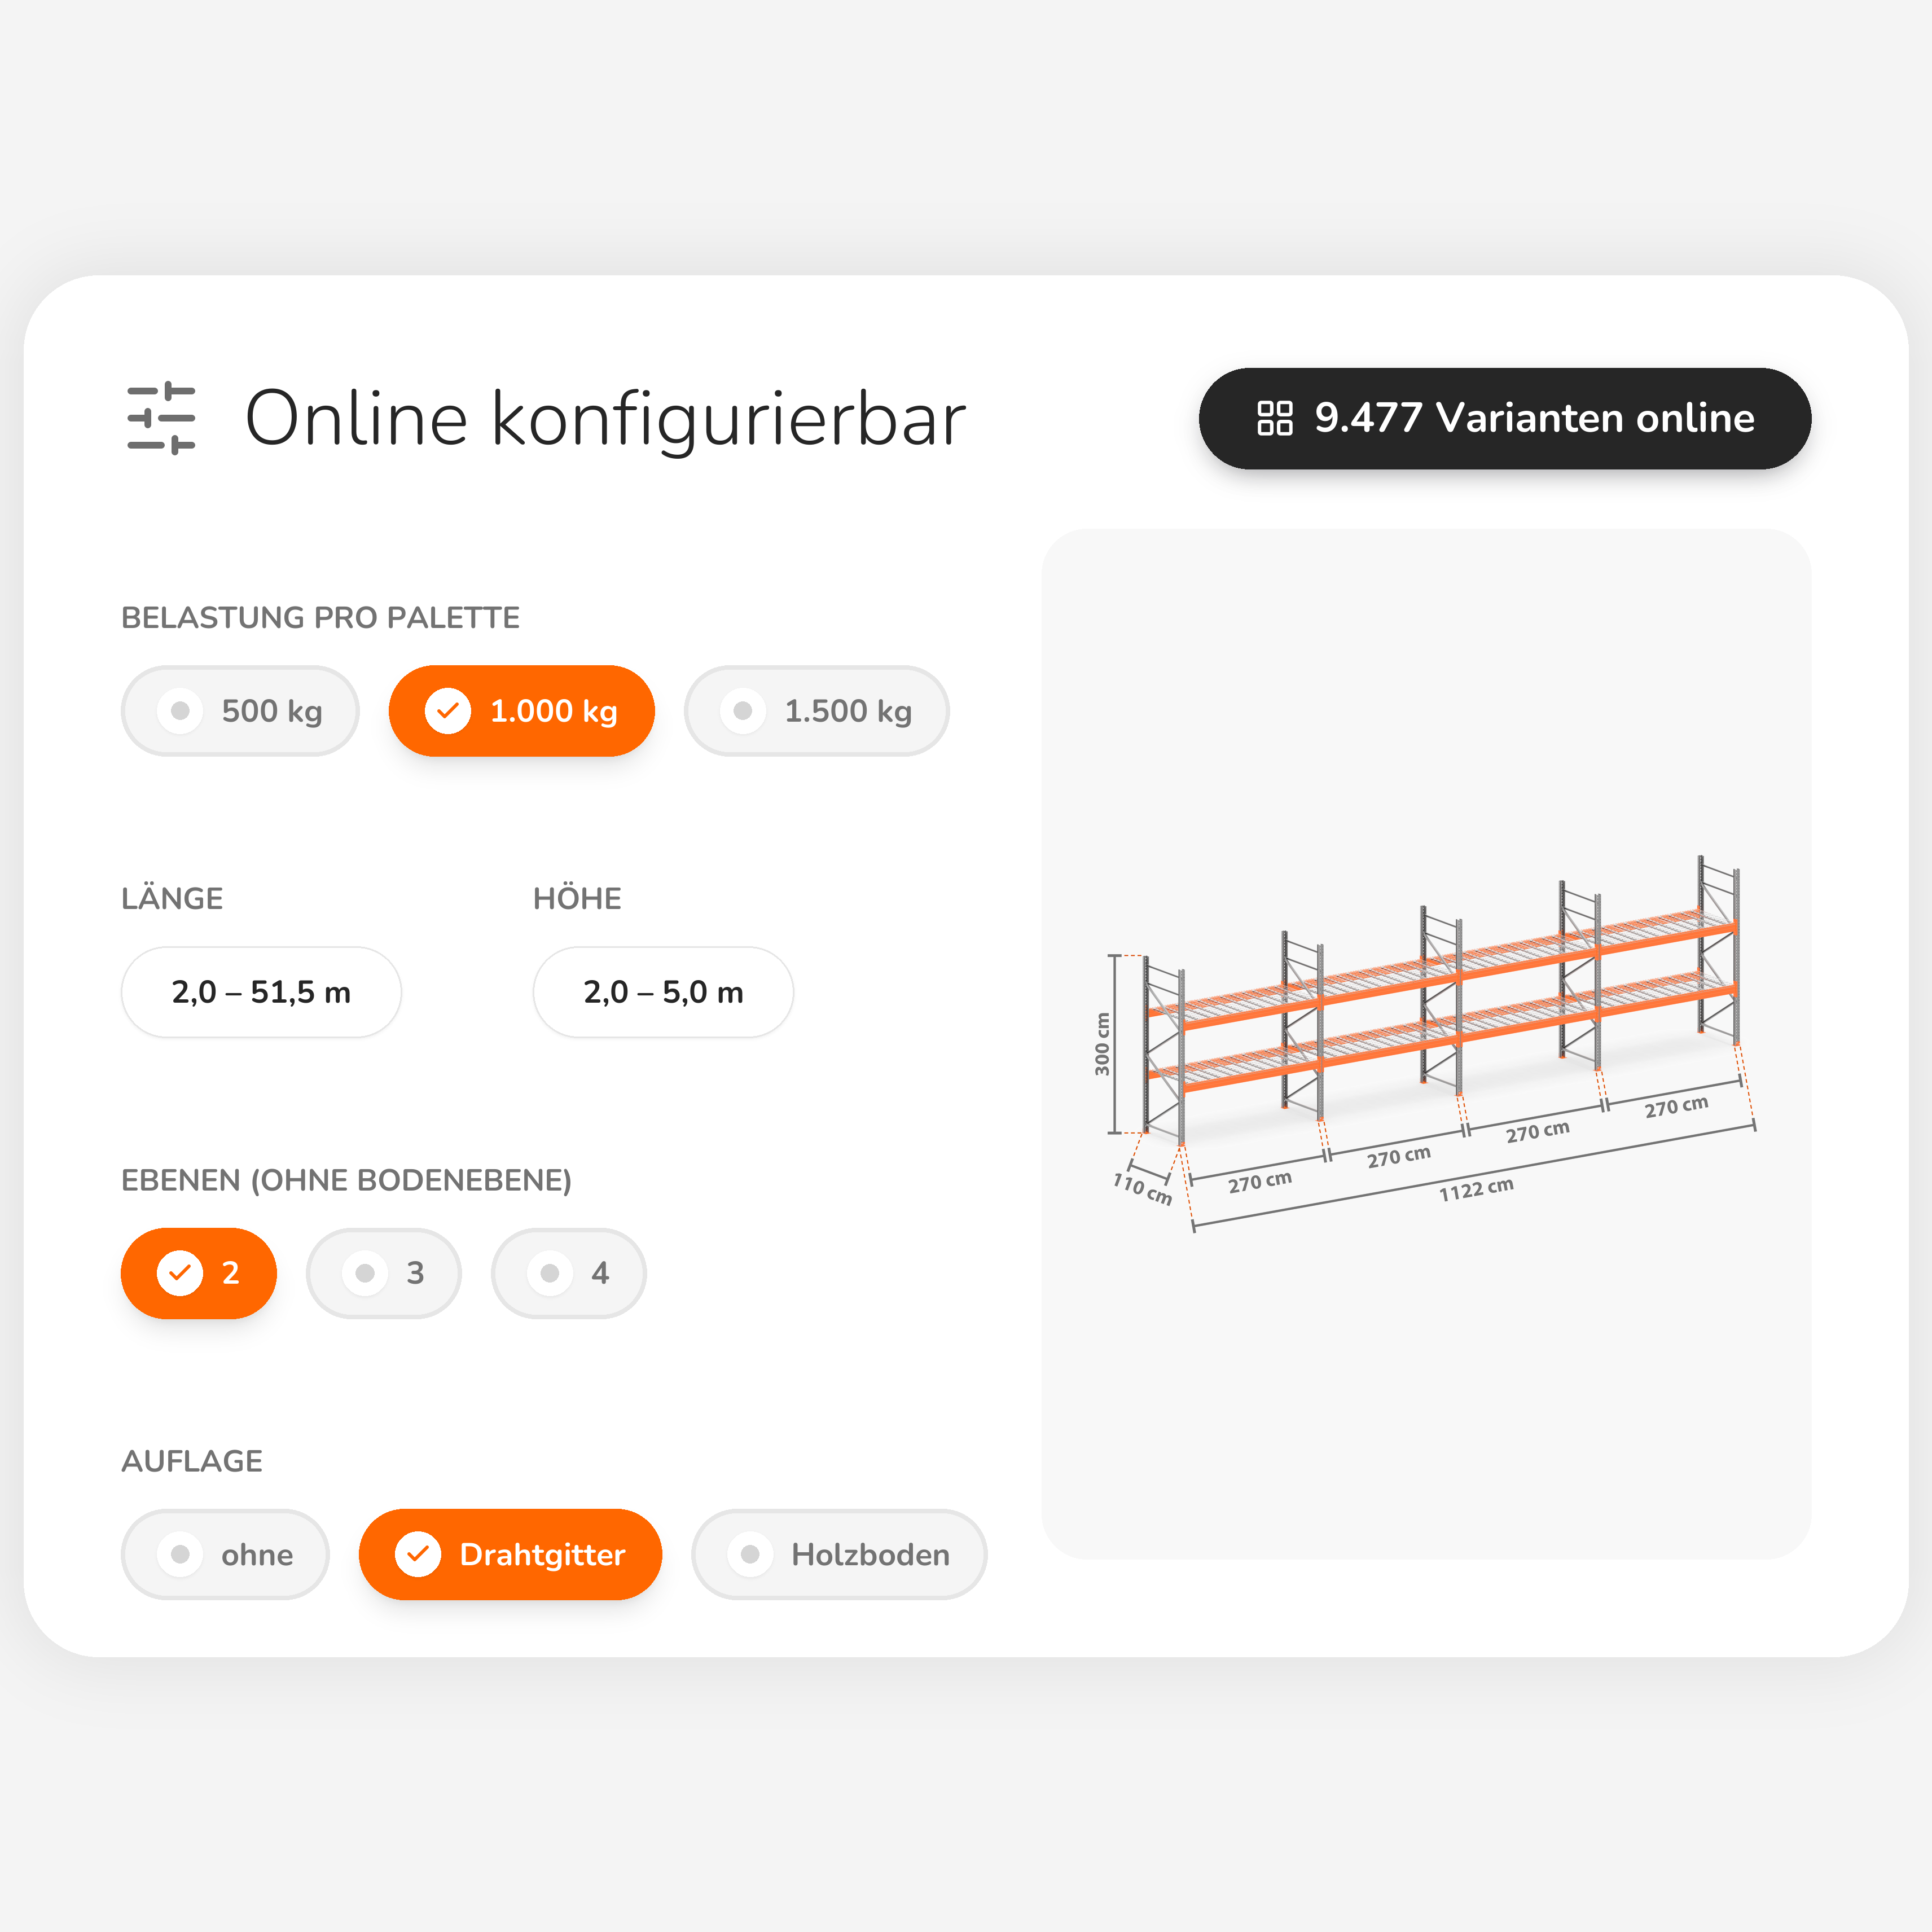 Online konfigurierbar
9.477 Varianten online
BELASTUNG PRO PALETTE
500 kg
1.000 kg
1.500 kg
LÄNGE
HÖHE
2,0 – 51,5 m
2,0 – 5,0 m
EBENEN (OHNE BODENEBENE)
2
3
4
AUFLAGE
ohne
Drahtgitter
Holzboden
300 cm
110 cm
270 cm
270 cm
270 cm
270 cm
1122 cm